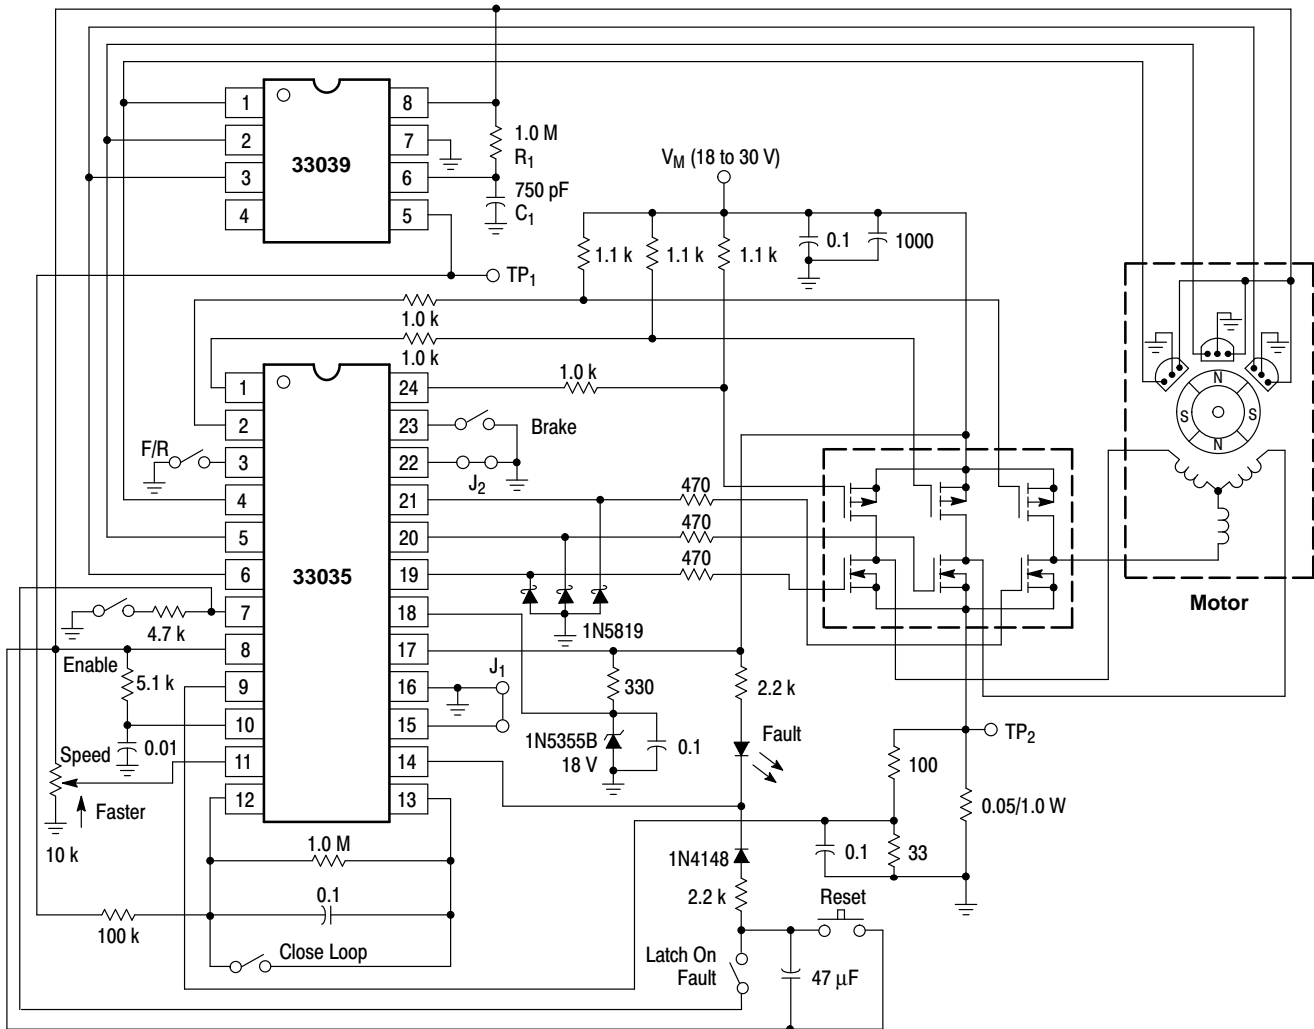 1
2
3
4
33039
8
7
6
5
1.0 M
R1
750 pF
C1
TP1
VM (18 to 30 V)
1.1 k
1.1 k
1.1 k
0.1
1000
1.0 k
1.0 k
1.0 k
1
2
3
4
5
6
7
8
9
10
11
12
33035
24
23
22
21
20
19
18
17
16
15
14
13
F/R
Brake
J2
470
470
470
1N5819
4.7 k
Enable
5.1 k
0.01
Speed
Faster
10 k
J1
330
1N5355B
18 V
0.1
2.2 k
Fault
N
S
S
N
Motor
TP2
100
0.05/1.0 W
0.1
33
1.0 M
0.1
100 k
Close Loop
1N4148
2.2 k
Reset
Latch On
Fault
47 µF